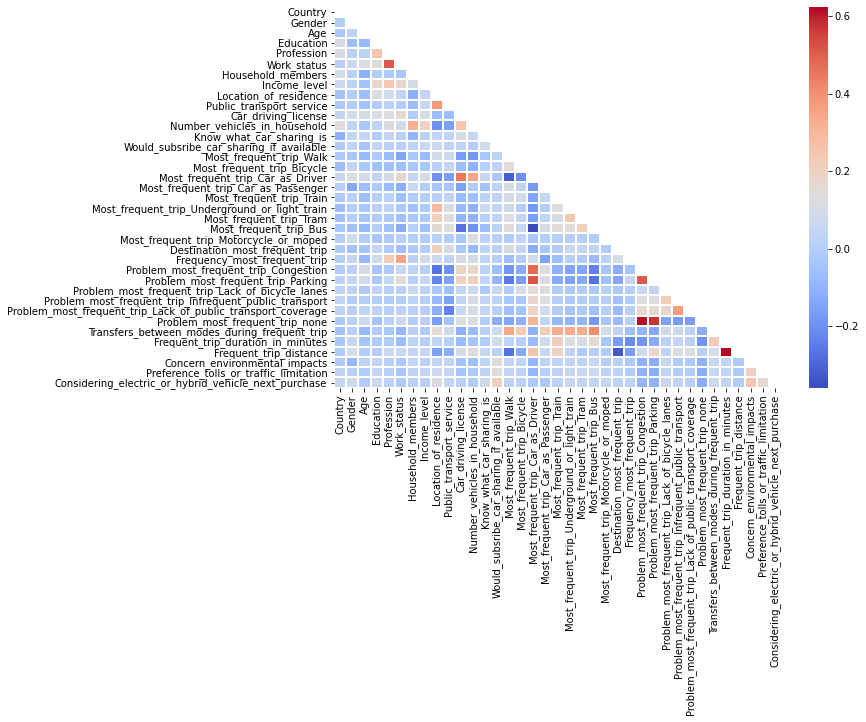 Country
Gender
Age
Education
Profession
Work_status
Household_members
Income_level
Location_of_residence
Public_transport_service
Car_driving_license
Number_vehicles_in_household
Know_what_car_sharing_is
Would_subsribe_car_sharing_if_available
Most_frequent_trip_Walk
Most_frequent_trip_Bicycle
Most_frequent_trip_Car_as_Driver
Most_frequent_trip_Car_as_Passenger
Most_frequent_trip_Train
Most_frequent_trip_Underground_or_light_train
Most_frequent_trip_Tram
Most_frequent_trip_Bus
Most_frequent_trip_Motorcycle_or_moped
Destination_most_frequent_trip
Frequency_most_frequent_trip
Problem_most_frequent_trip_Congestion
Problem_most_frequent_trip_Parking
Problem_most_frequent_trip_Lack_of_bicycle_lanes
Problem_most_frequent_trip_Infrequent_public_transport
Problem_most_frequent_trip_Lack_of_public_transport_coverage
Problem_most_frequent_trip_none
Transfers_between_modes_during_frequent_trip
Frequent_trip_duration_in_minutes
Frequent_trip_distance
Concern_environmental_impacts
Preference_tolls_or_traffic_limitation
Considering_electric_or_hybrid_vehicle_next_purchase
Country
Gender
Age
Education
Profession
Work_status
Household_members
Income_level
Location_of_residence
Public_transport_service
Car_driving_license
Number_vehicles_in_household
Know_what_car_sharing_is
Would_subsribe_car_sharing_if_available
Most_frequent_trip_Walk
Most_frequent_trip_Bicycle
Most_frequent_trip_Car_as_Driver
Most_frequent_trip_Car_as_Passenger
Most_frequent_trip_Train
Most_frequent_trip_Underground_or_light_train
Most_frequent_trip_Tram
Most_frequent_trip_Bus
Most_frequent_trip_Motorcycle_or_moped
Destination_most_frequent_trip
Frequency_most_frequent_trip
Problem_most_frequent_trip_Congestion
Problem_most_frequent_trip_Parking
Problem_most_frequent_trip_Lack_of_bicycle_lanes
Problem_most_frequent_trip_Infrequent_public_transport
Problem_most_frequent_trip_Lack_of_public_transport_coverage
Problem_most_frequent_trip_none
Transfers_between_modes_during_frequent_trip
Frequent_trip_duration_in_minutes
Frequent_trip_distance
Concern_environmental_impacts
Preference_tolls_or_traffic_limitation
Considering_electric_or_hybrid_vehicle_next_purchase
0.6
0.4
0.2
0.0
−0.2